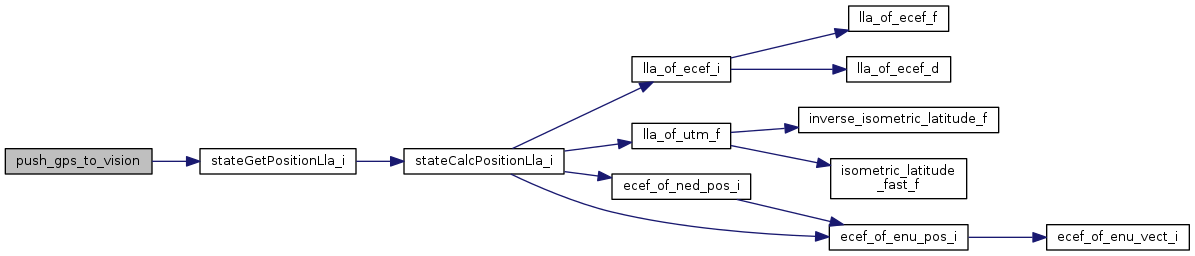 push_gps_to_vision
stateGetPositionLla_i
stateCalcPositionLla_i
lla_of_ecef_i
lla_of_ecef_f
lla_of_ecef_d
lla_of_utm_f
inverse_isometric_latitude_f
isometric_latitude
_fast_f
ecef_of_ned_pos_i
ecef_of_enu_pos_i
ecef_of_enu_vect_i